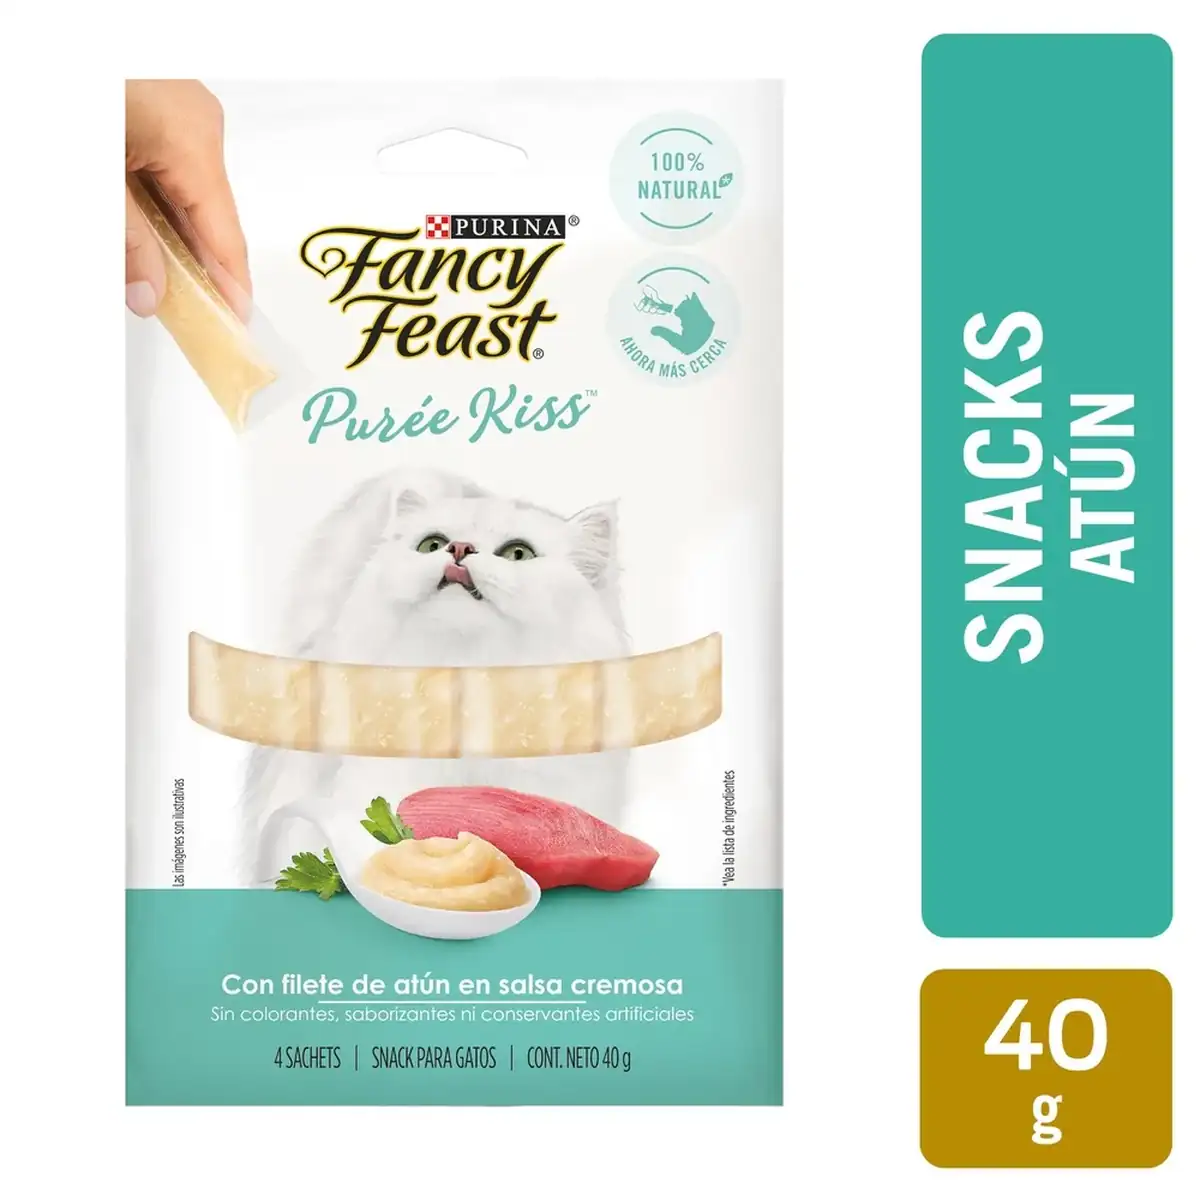 100%
NATURAL
PURINA®
Fancy
Feast®
AHORA MÁS CERCA
Purée Kiss™
Las imágenes son ilustrativas
*Vea la lista de ingredientes
Con filete de atún en salsa cremosa
Sin colorantes, saborizantes ni conservantes artificiales
4 SACHETS | SNACK PARA GATOS | CONT. NETO 40 g
SNACKS
ATÚN
40
g